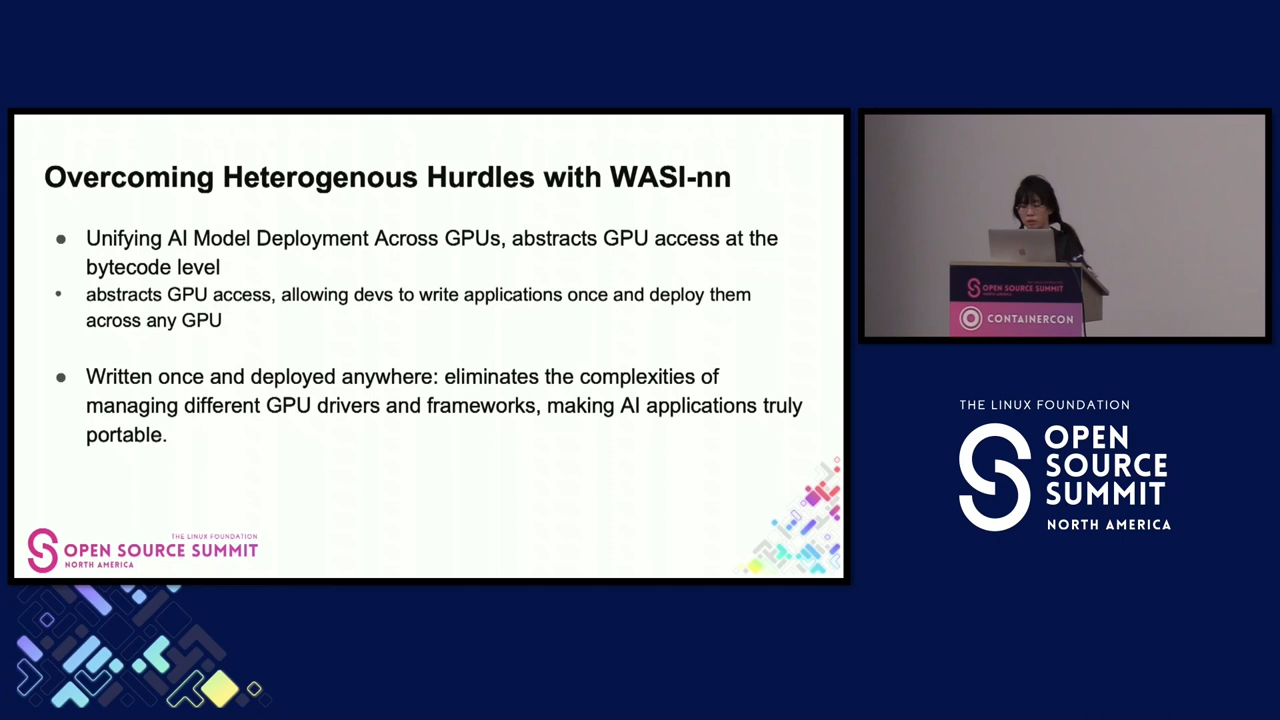 Overcoming Heterogenous Hurdles with WASI-nn
● Unifying AI Model Deployment Across GPUs, abstracts GPU access at the
bytecode level
• abstracts GPU access, allowing devs to write applications once and deploy them
across any GPU
● Written once and deployed anywhere: eliminates the complexities of
managing different GPU drivers and frameworks, making AI applications truly
portable.
THE LINUX FOUNDATION
OPEN SOURCE SUMMIT
NORTH AMERICA
OPEN SOURCE SUMMIT
CONTAINERCON
THE LINUX FOUNDATION
OPEN
SOURCE
SUMMIT
NORTH AMERICA